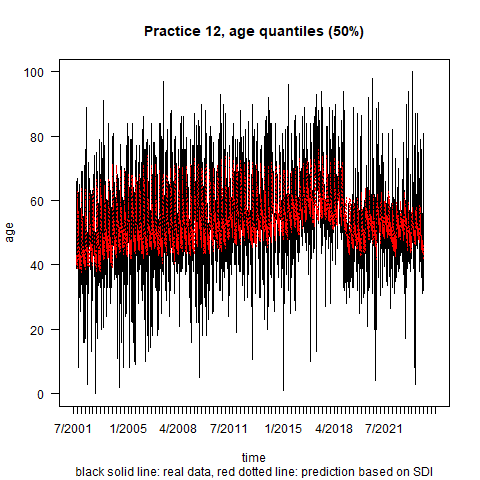 Practice 12, age quantiles (50%)
100
80
60
40
20
0
age
7/2001 1/2005 4/2008 7/2011 1/2015 4/2018 7/2021
time
black solid line: real data, red dotted line: prediction based on SDI